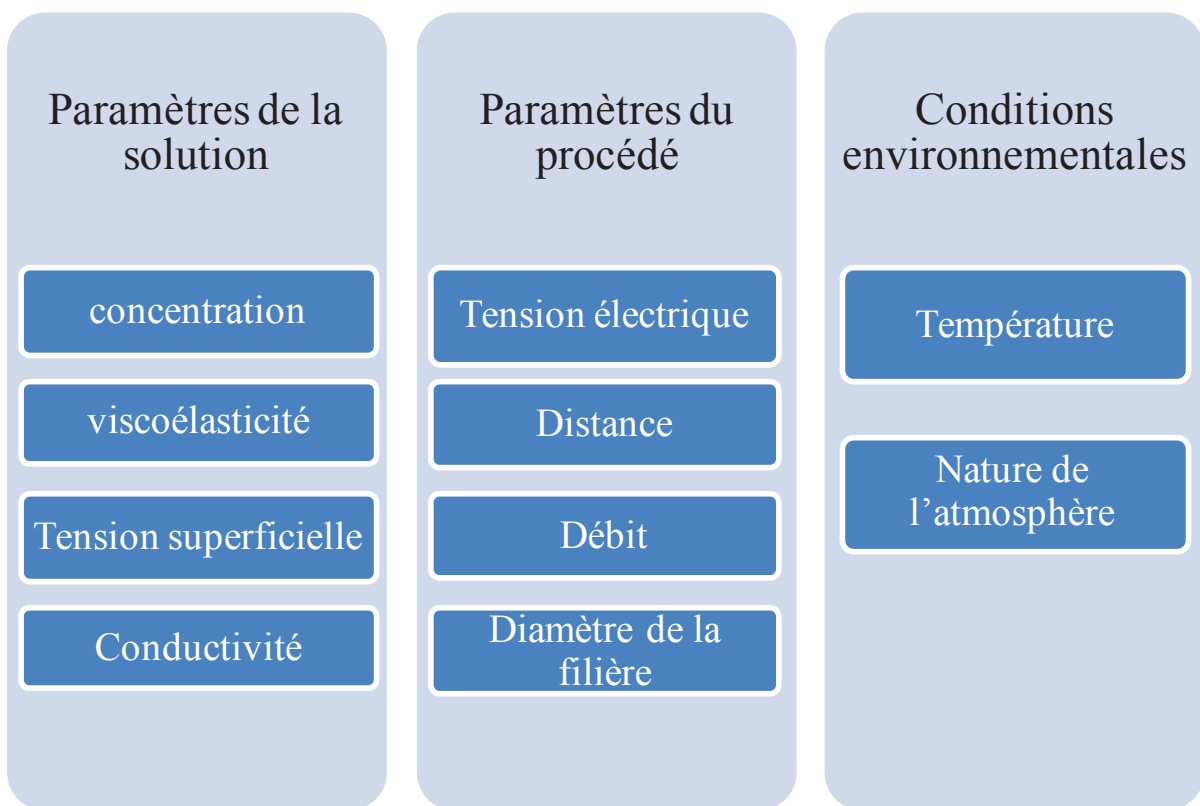 Paramètres de la
solution
concentration
viscoélasticité
Tension superficielle
Conductivité
Paramètres du
procédé
Tension électrique
Distance
Débit
Diamètre de la
filière
Conditions
environnementales
Température
Nature de
l’atmosphère